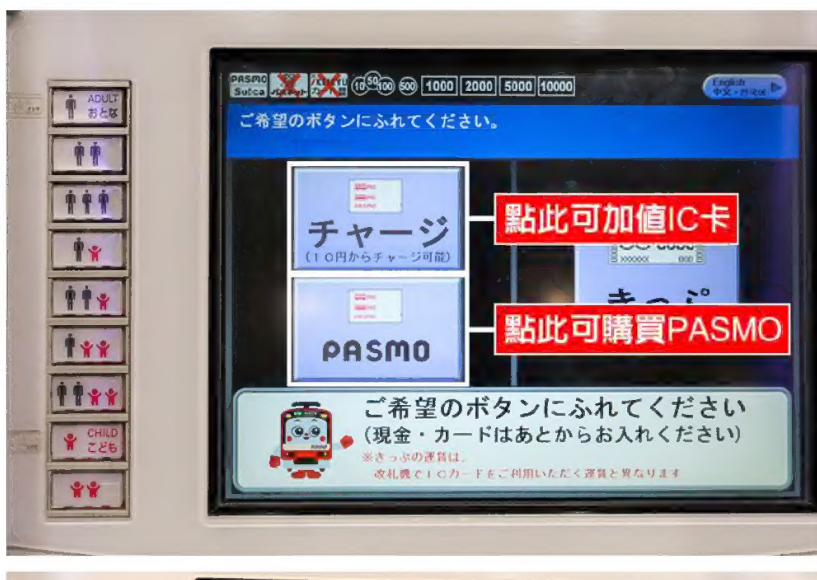 ADULT
おとな
PASMO
Suica
10 50 100 500 1000 2000 5000 10000
English
中文・한국어
ご希望のボタンにふれてください。
チャージ
(10円からチャージ可能)
點此可加值IC卡
きっぷ
PASMO
點此可購買PASMO
ご希望のボタンにふれてください
(現金・カードはあとからお入れください)
※きっぷの運賃は、
改札機でICカードをご利用いただく運賃と異なります
CHILD
こども